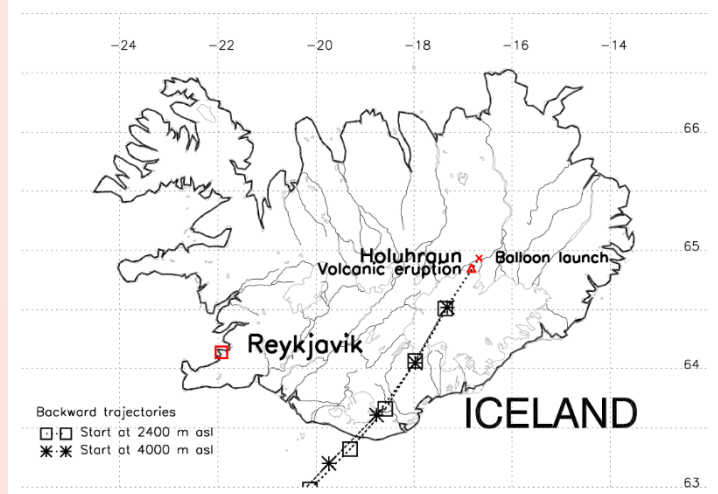 -24 -22 -20 -18 -16 -14
66
65
Holuhraun
Balloon launch
Volcanic eruption
Reykjavik
64
Backward trajectories
Start at 2400 m asl
Start at 4000 m asl
ICELAND
63